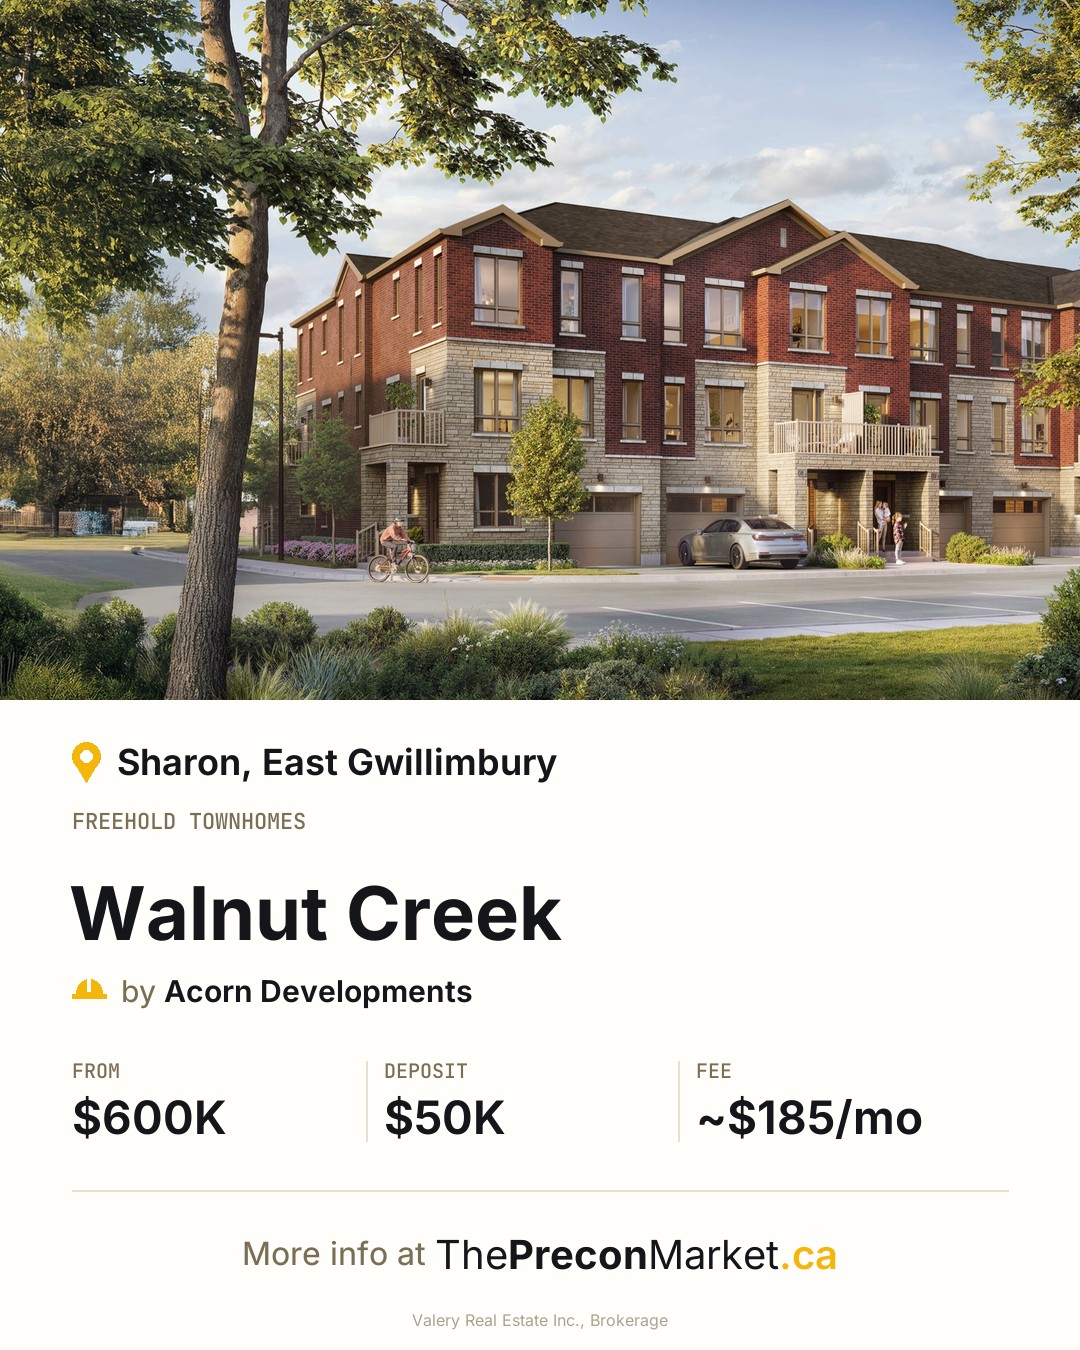 Sharon, East Gwillimbury
FREEHOLD TOWNHOMES
Walnut Creek
by Acorn Developments
FROM
$600K
DEPOSIT
$50K
FEE
~$185/mo
More info at ThePreconMarket.ca
Valery Real Estate Inc., Brokerage